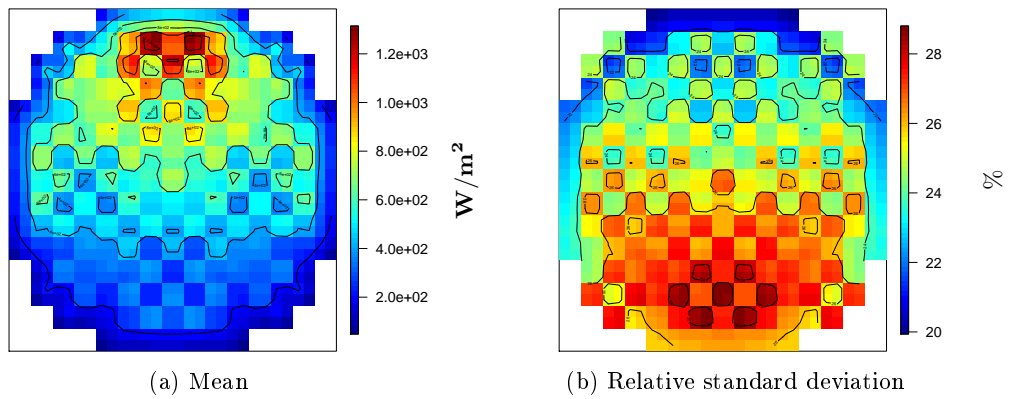 1.2e+03
1.0e+03
8.0e+02
6.0e+02
4.0e+02
2.0e+02
W/m²
28
26
24
22
20
%
(a) Mean
(b) Relative standard deviation